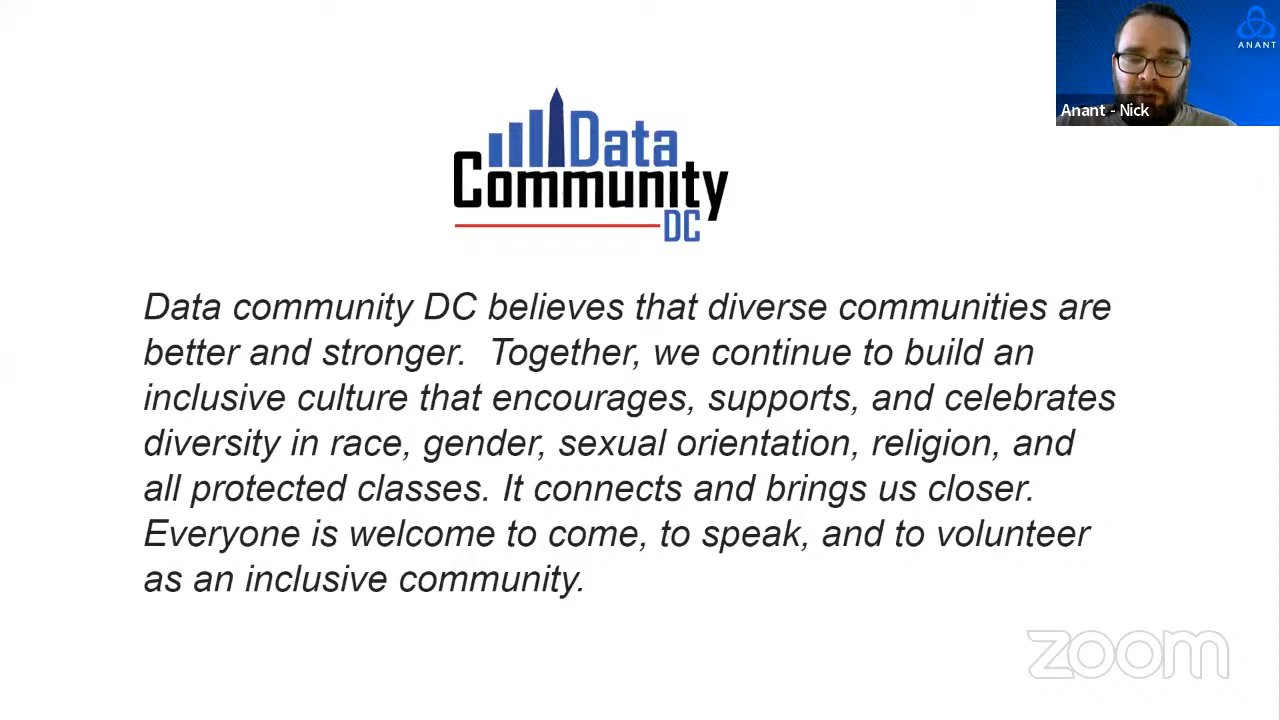 ANANT
Anant - Nick
Data
Community
DC
Data community DC believes that diverse communities are
better and stronger.  Together, we continue to build an
inclusive culture that encourages, supports, and celebrates
diversity in race, gender, sexual orientation, religion, and
all protected classes. It connects and brings us closer.
Everyone is welcome to come, to speak, and to volunteer
as an inclusive community.
zoom